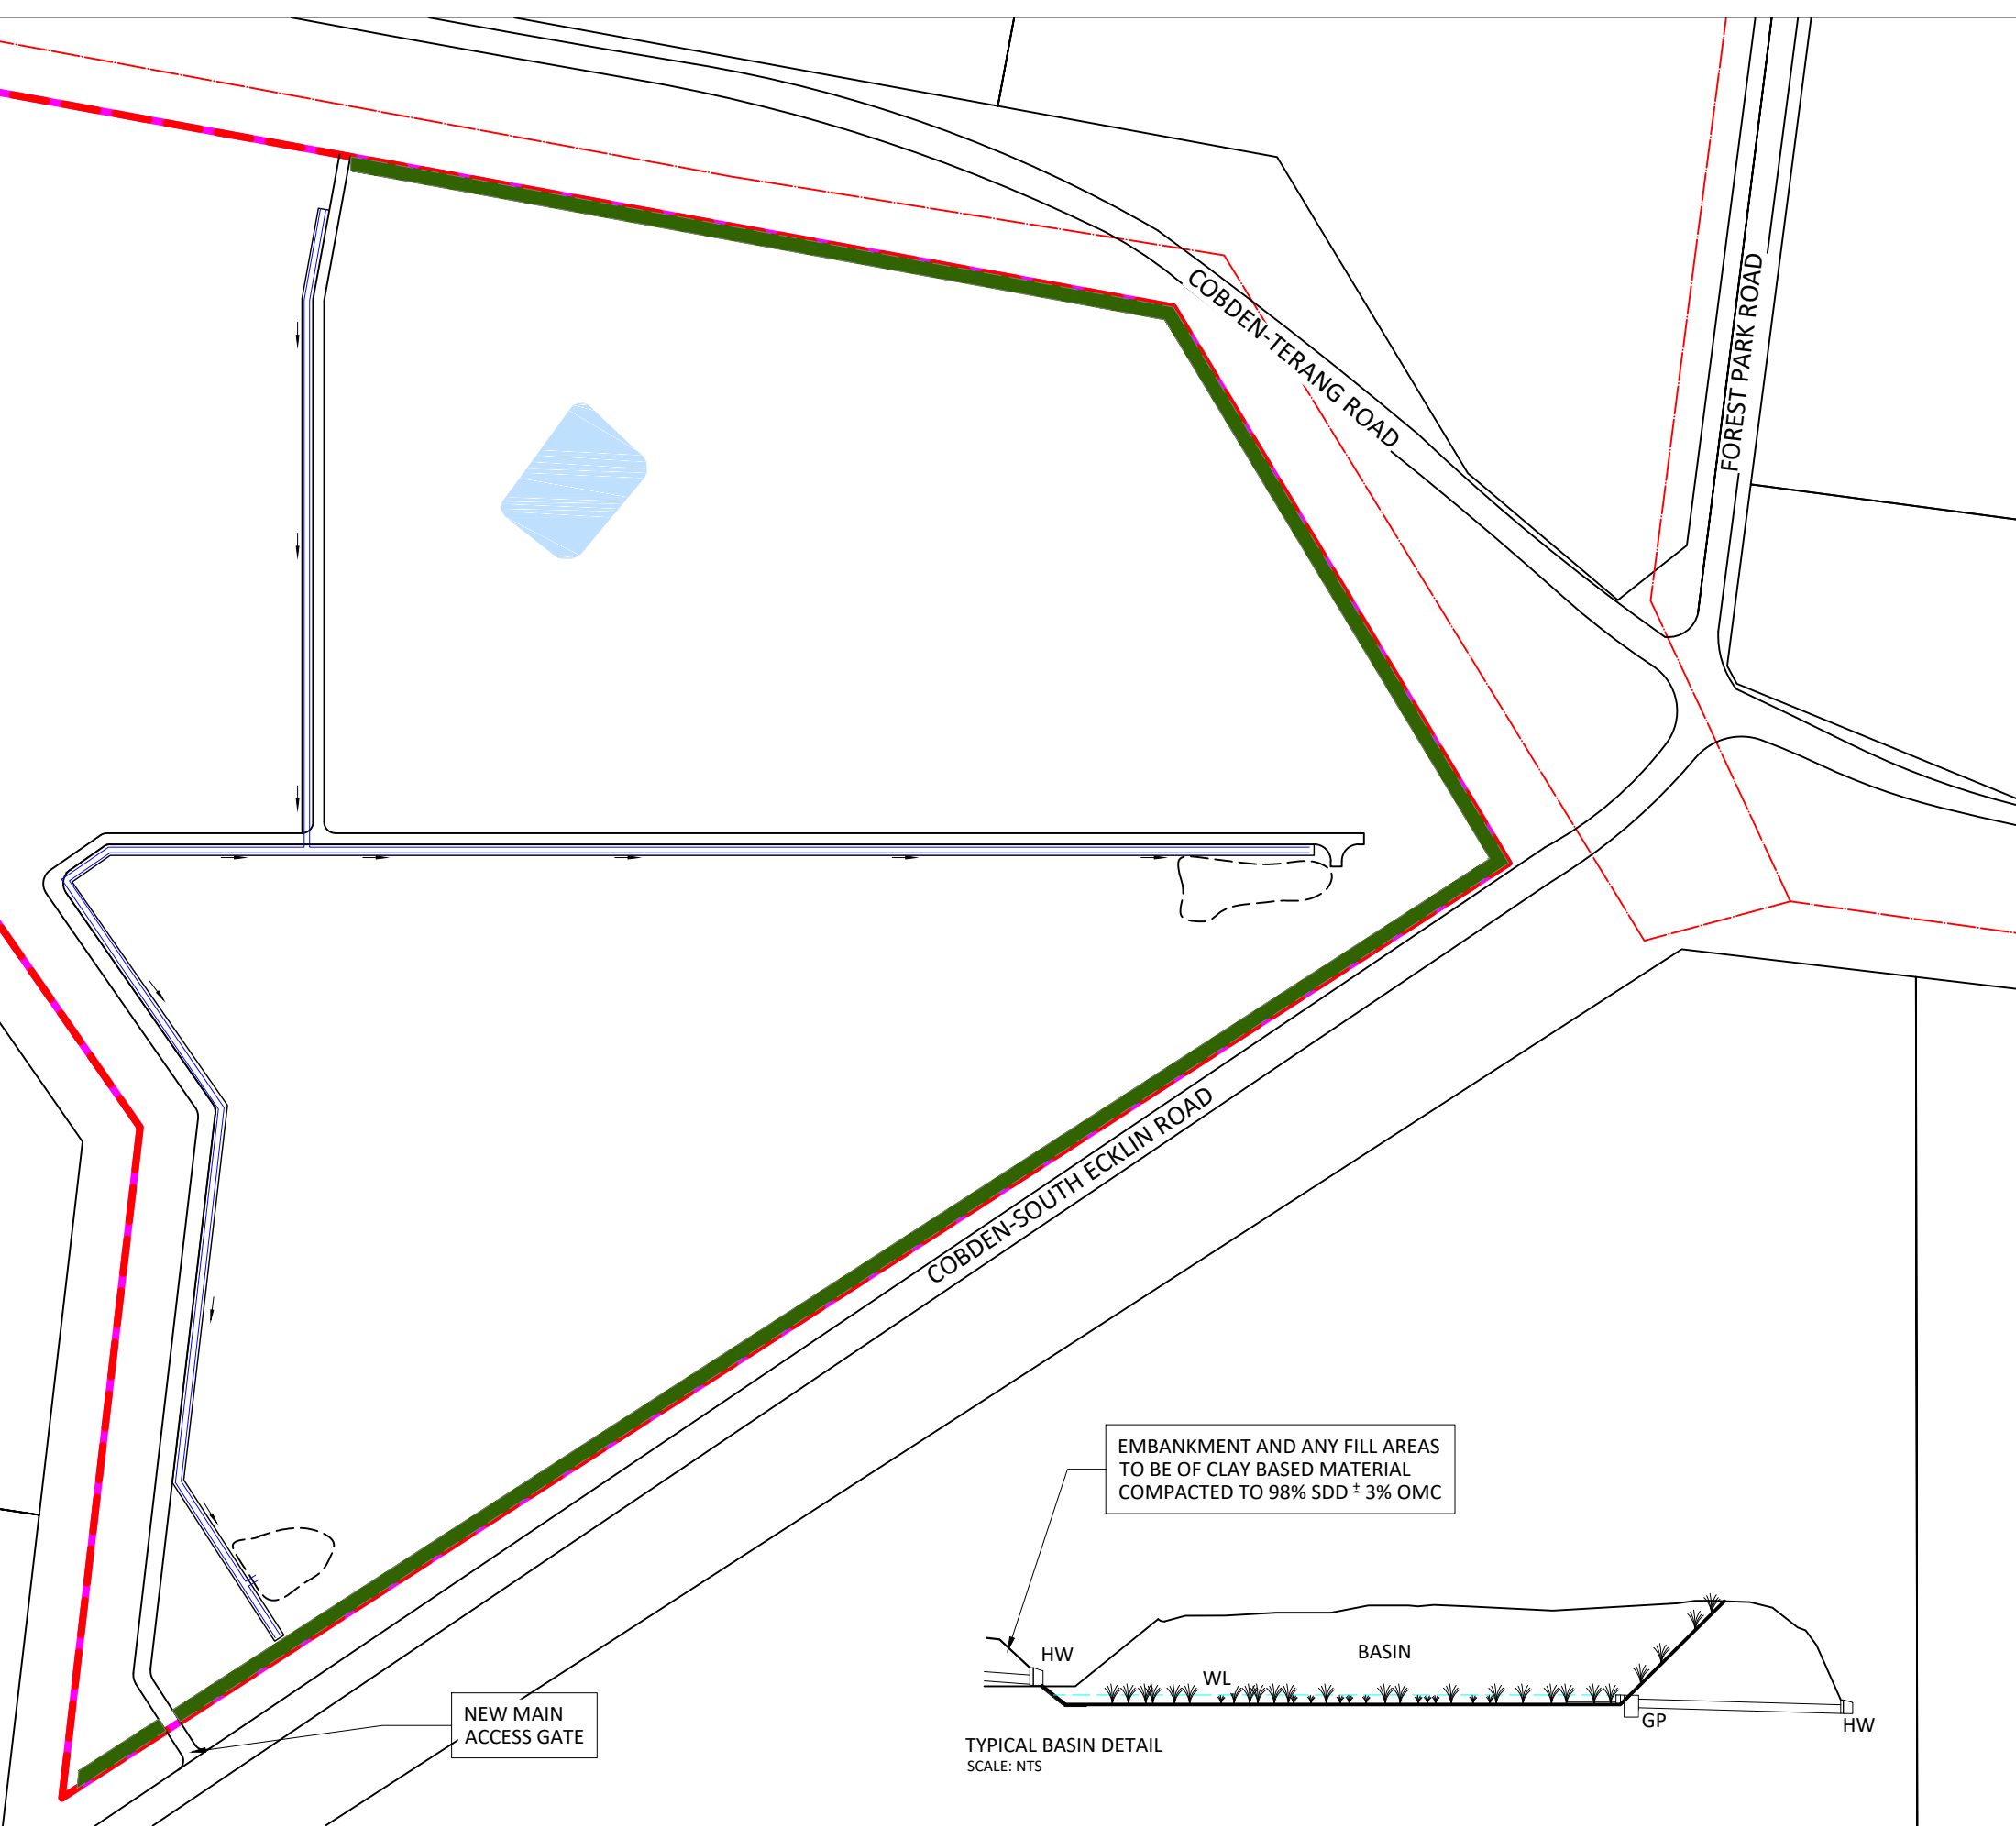 COBDEN-TERANG ROAD
FOREST PARK ROAD
COBDEN-SOUTH ECKLIN ROAD
EMBANKMENT AND ANY FILL AREAS
TO BE OF CLAY BASED MATERIAL
COMPACTED TO 98% SDD ± 3% OMC
HW
BASIN
WL
GP
HW
NEW MAIN
ACCESS GATE
TYPICAL BASIN DETAIL
SCALE: NTS